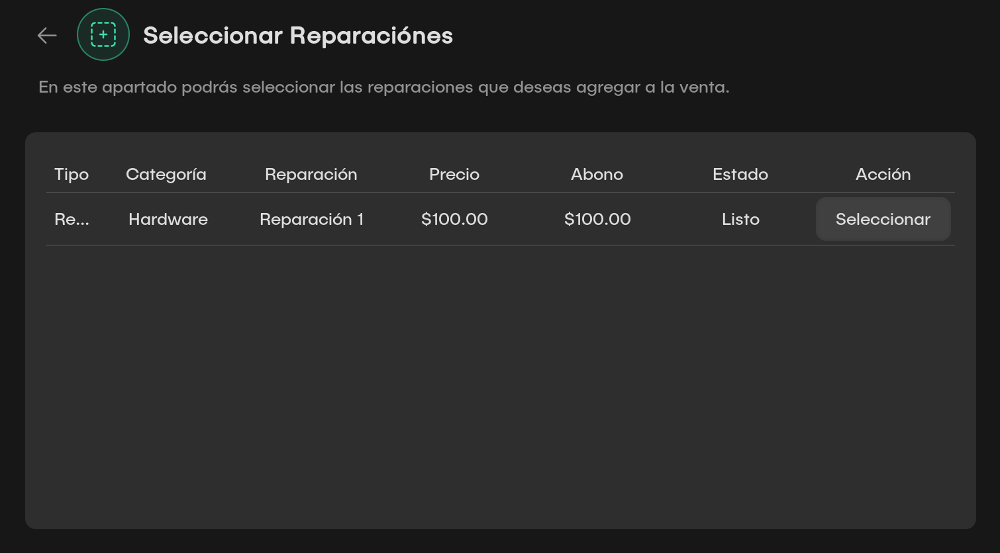 Seleccionar Reparaciónes
En este apartado podrás seleccionar las reparaciones que deseas agregar a la venta.
Tipo Categoría Reparación Precio Abono Estado Acción
Re... Hardware Reparación 1 $100.00 $100.00 Listo Seleccionar